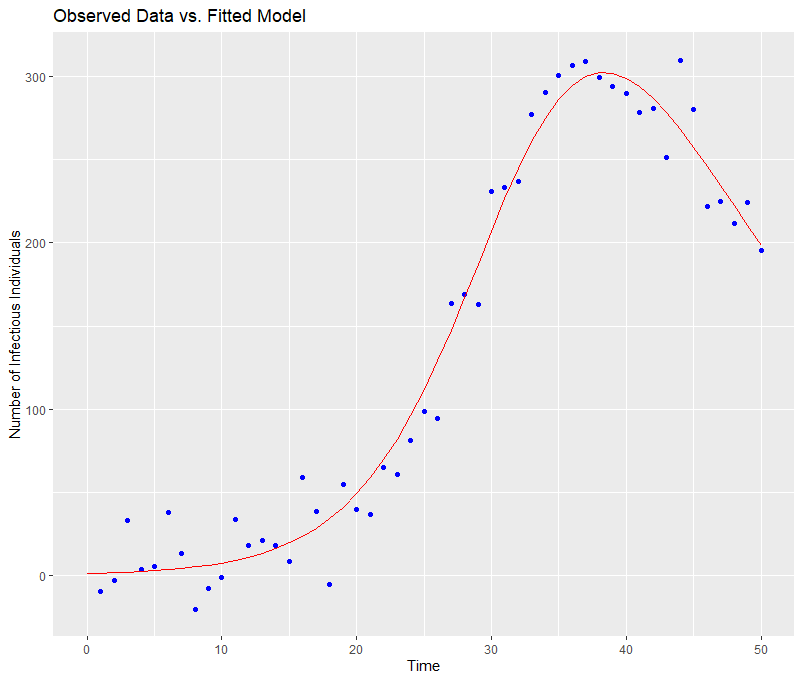 Observed Data vs. Fitted Model
Number of Infectious Individuals
300
200
100
0
0 10 20 30 40 50
Time